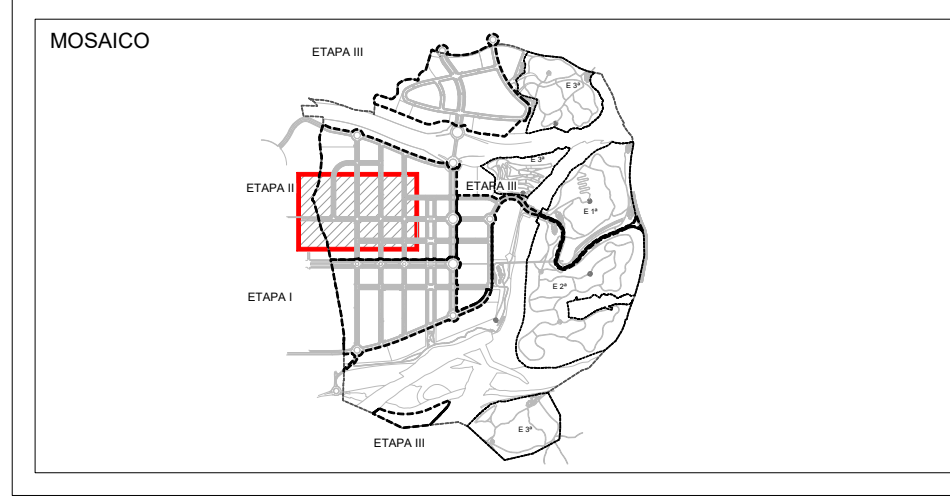 MOSAICO
ETAPA III
E 3ª
E 3ª
ETAPA II
ETAPA III
E 1ª
E 2ª
ETAPA I
E 3ª
ETAPA III